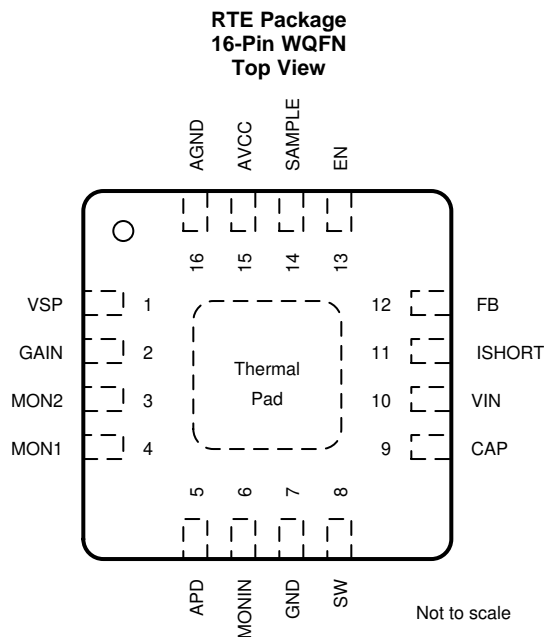 RTE Package
16-Pin WQFN
Top View
AGND
AVCC
SAMPLE
EN
16
15
14
13
VSP 1
GAIN 2
MON2 3
MON1 4
12 FB
11 ISHORT
10 VIN
9 CAP
Thermal
Pad
5
6
7
8
APD
MONIN
GND
SW
Not to scale